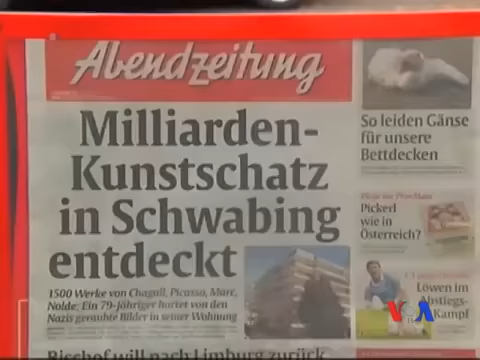 Abendzeitung
Milliarden-
Kunstschatz
in Schwabing
entdeckt
1500 Werke von Chagall, Picasso, Marc,
Nolde: Ein 79-Jähriger hortet von den
Nazis geraubte Bilder in seiner Wohnung
Bischof will nach Limburg zurück
So leiden Gänse
für unsere
Bettdecken
Pickerl
wie in
Österreich?
Löwen im
Abstiegs-
Kampf
VOA